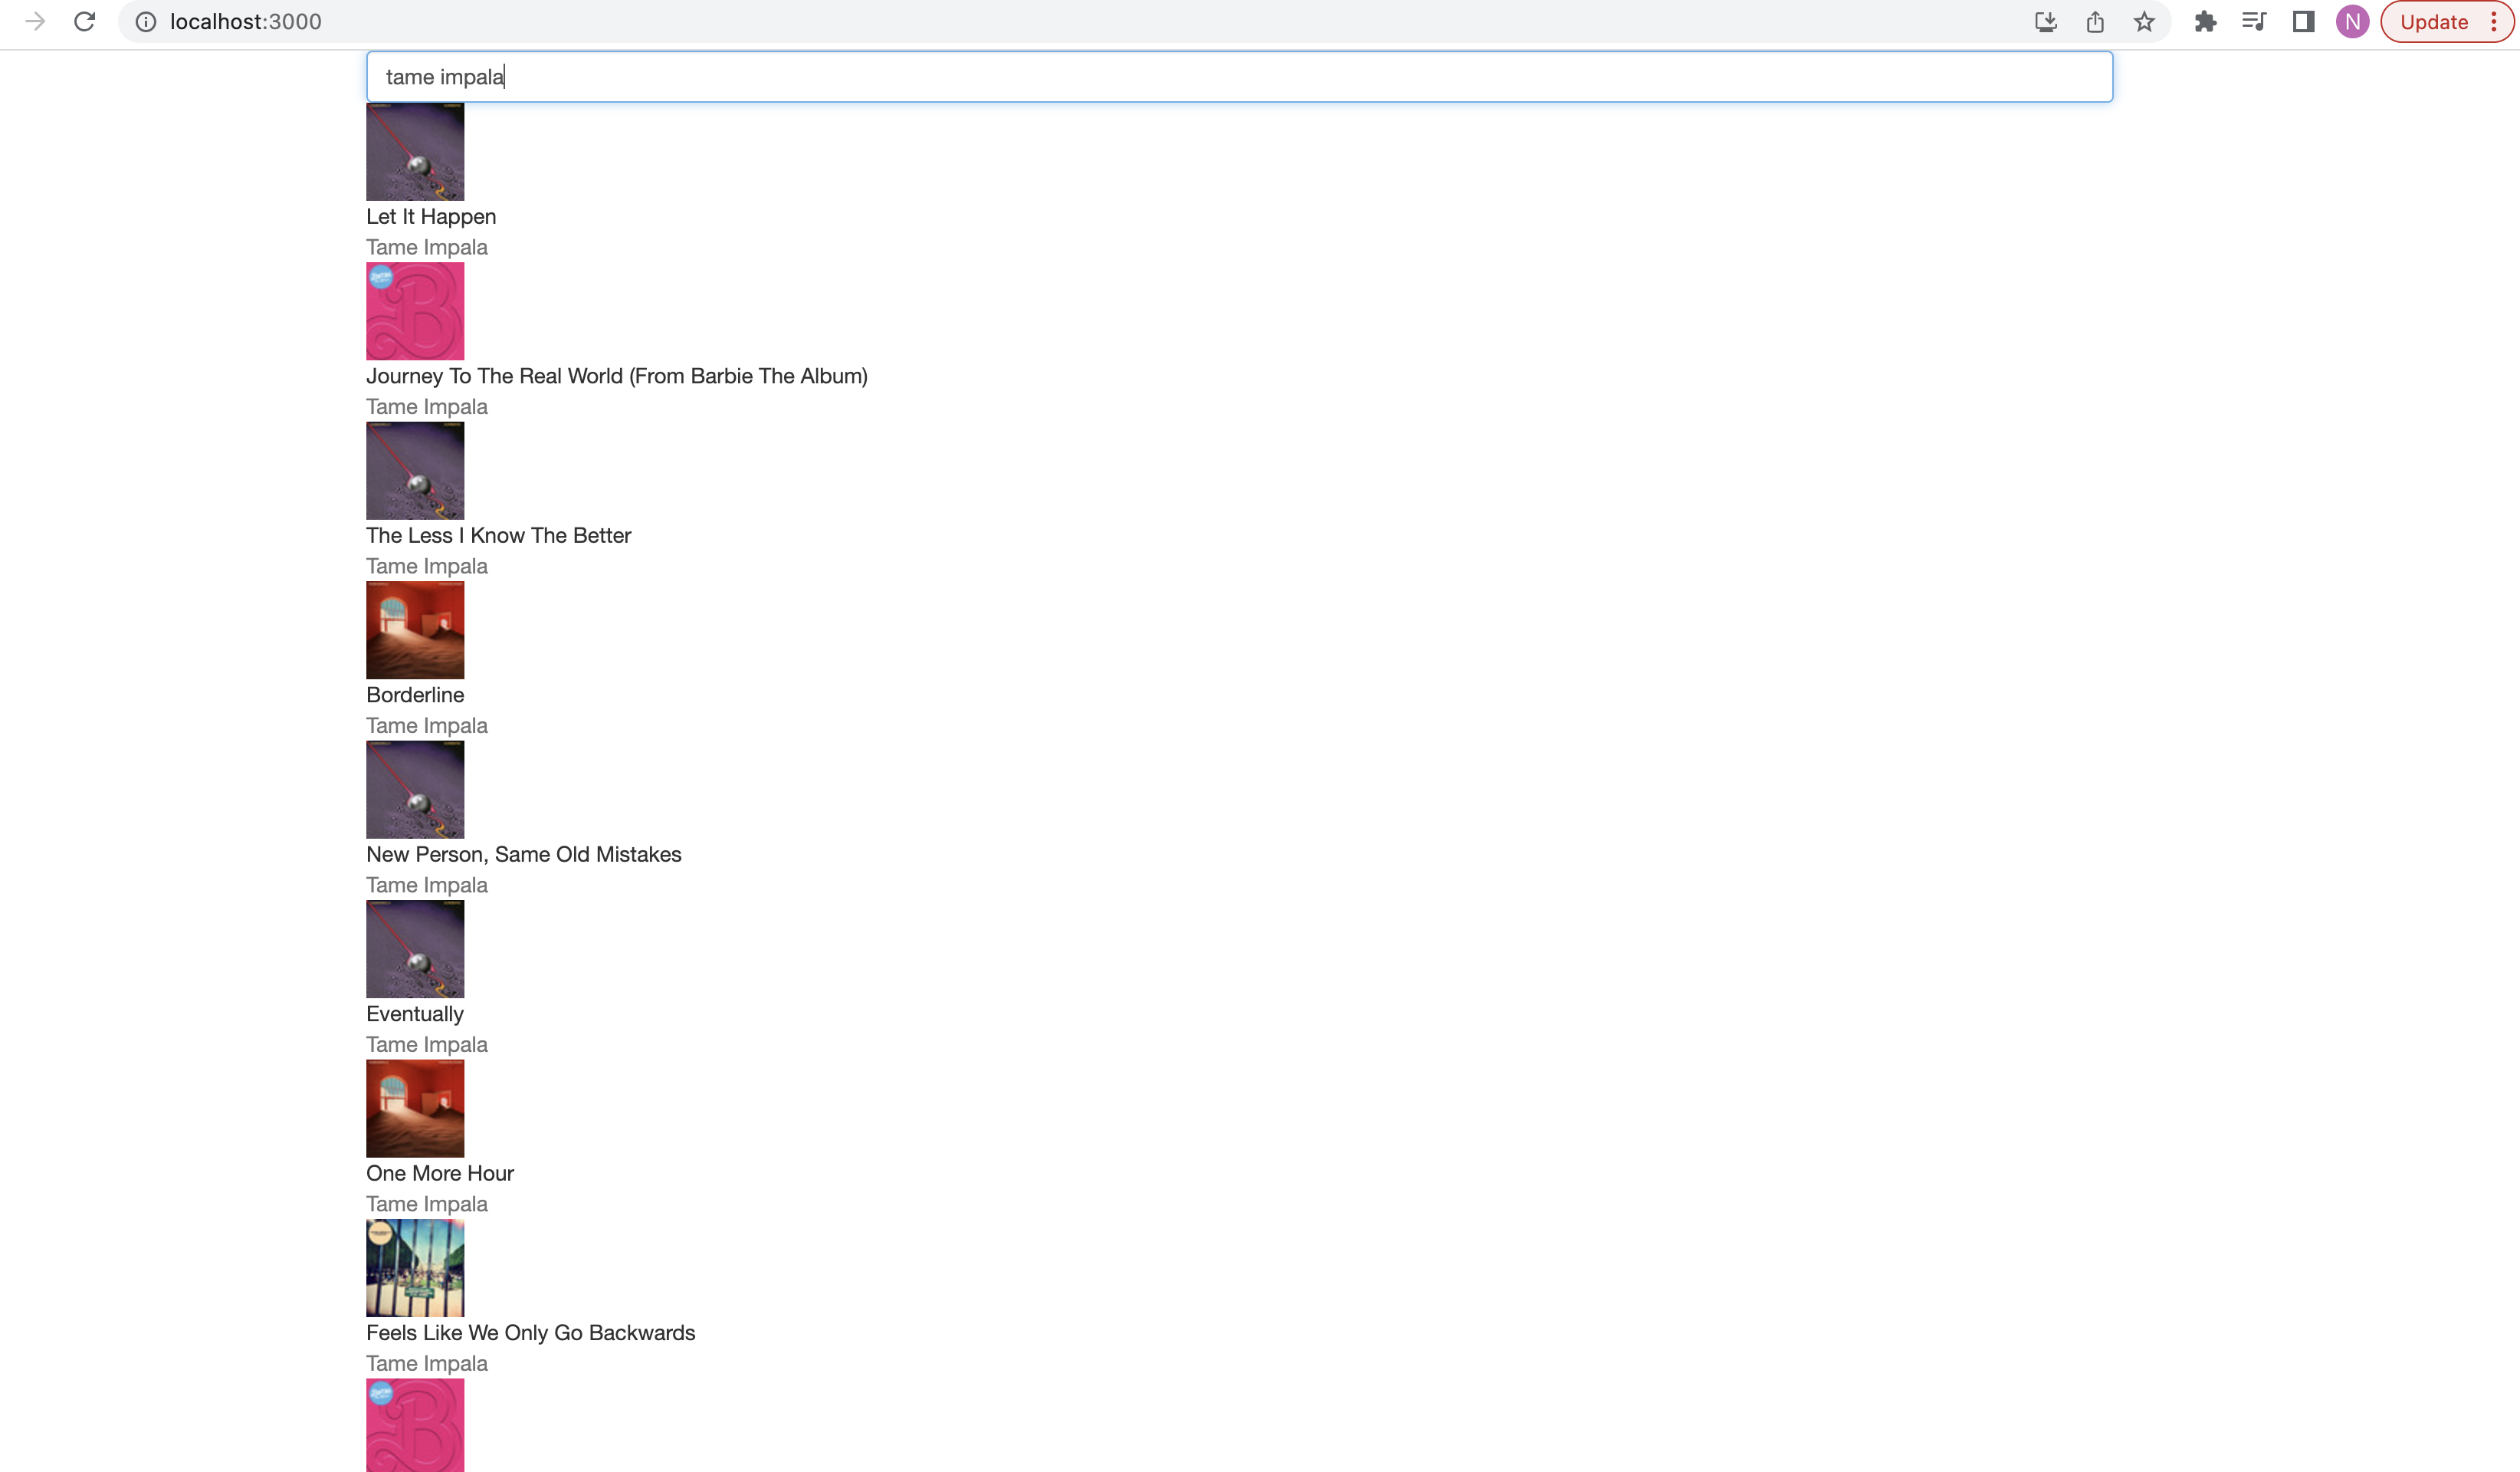 localhost:3000
N
Update
tame impala
Let It Happen
Tame Impala
Journey To The Real World (From Barbie The Album)
Tame Impala
The Less I Know The Better
Tame Impala
Borderline
Tame Impala
New Person, Same Old Mistakes
Tame Impala
Eventually
Tame Impala
One More Hour
Tame Impala
Feels Like We Only Go Backwards
Tame Impala